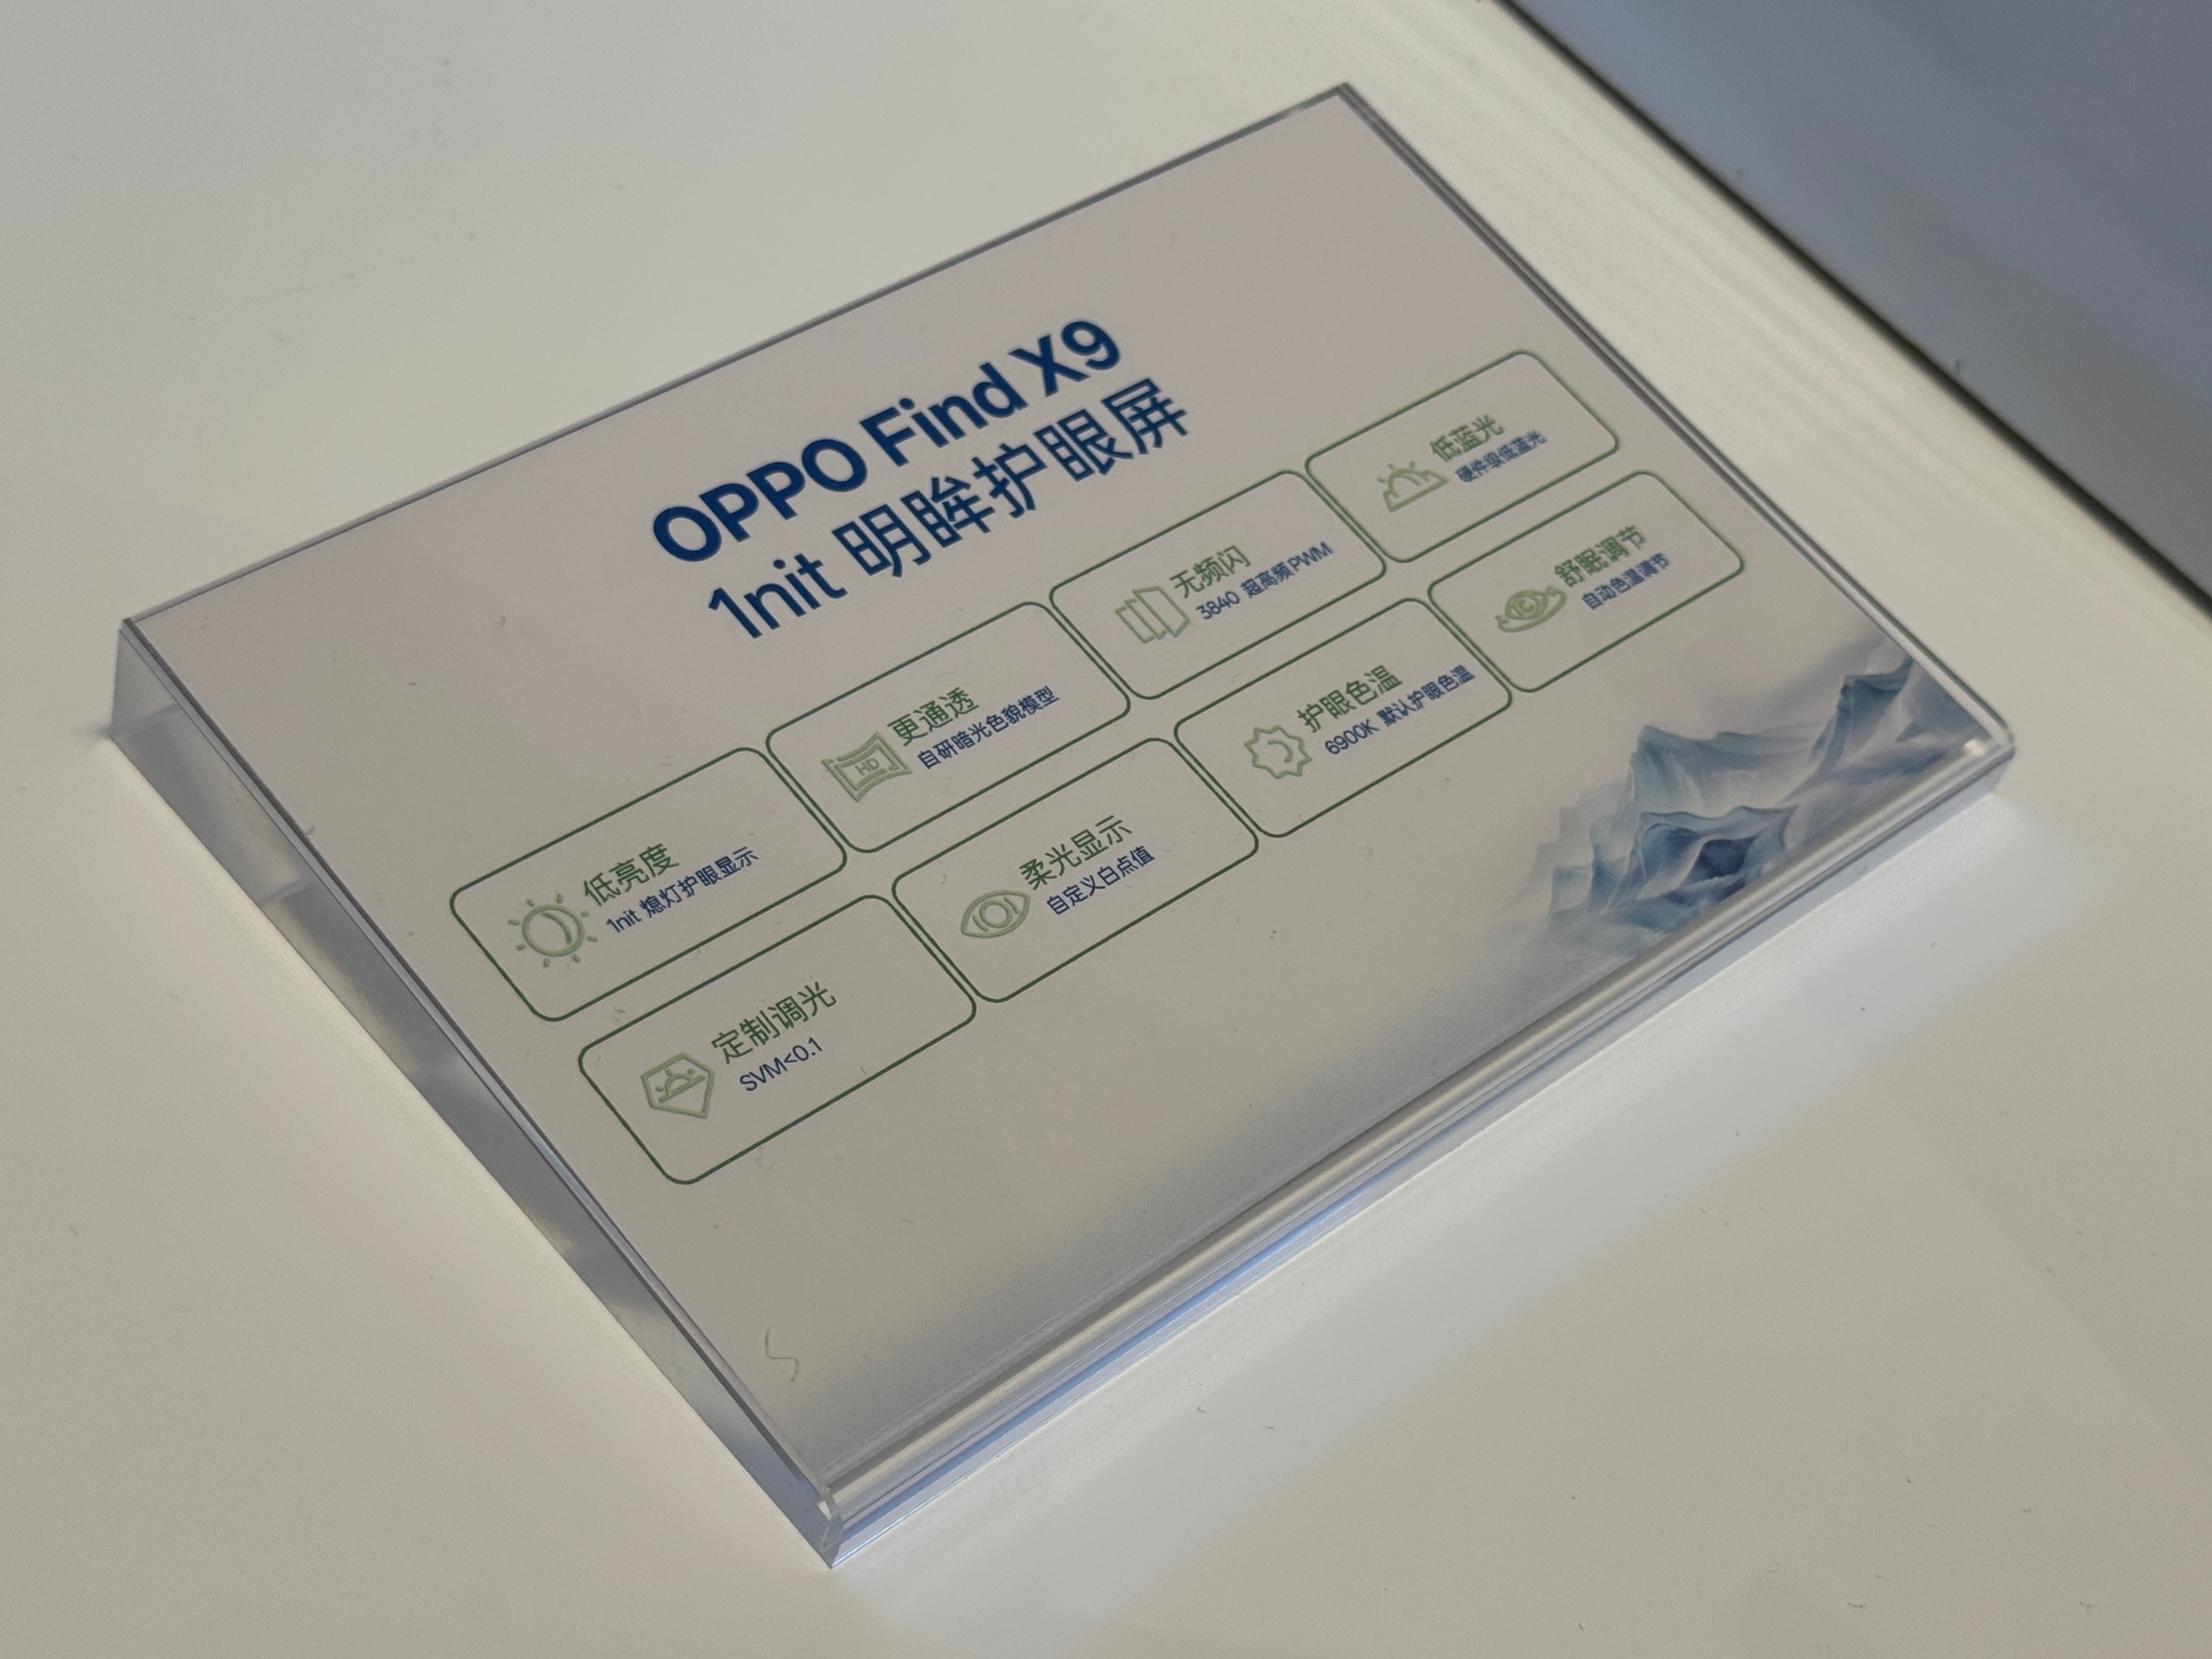 OPPO Find X9
1nit 明眸护眼屏
低亮度
1nit 熄灯护眼显示
更通透
HD
自研暗光色貌模型
无频闪
3840 超高频PWM
低蓝光
硬件级低蓝光
定制调光
SVM<0.1
柔光显示
自定义白点值
护眼色温
6900K 默认护眼色温
舒眠调节
自动色温调节